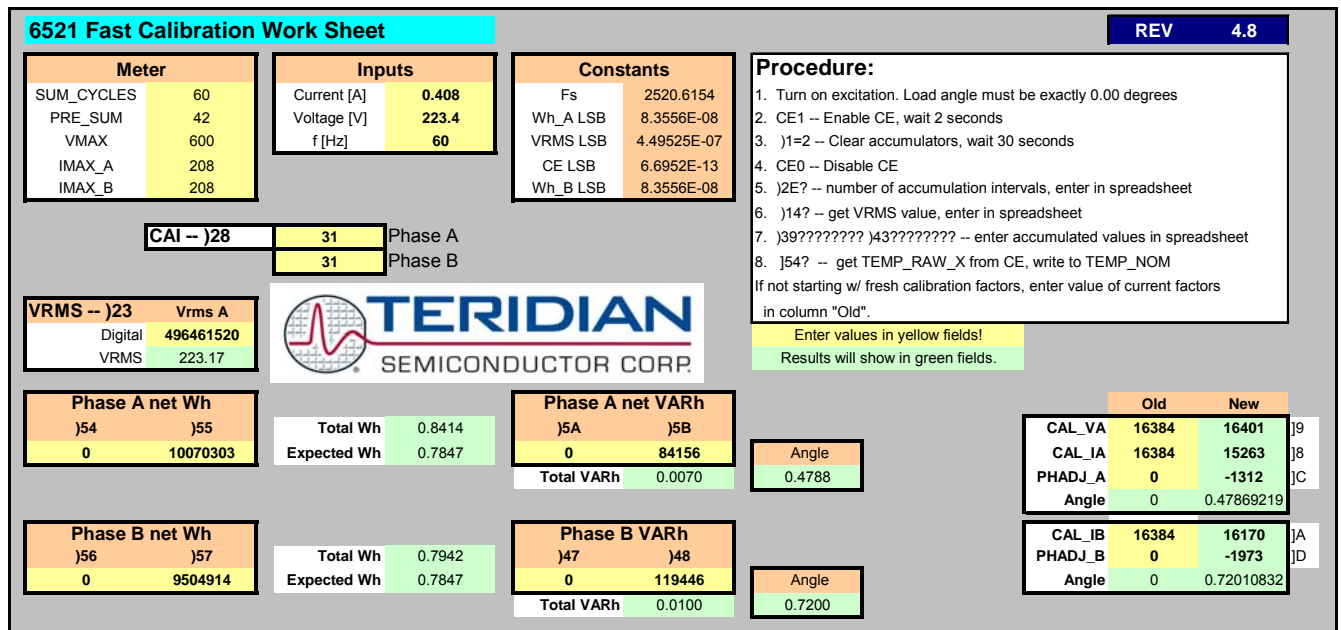 6521 Fast Calibration Work Sheet
REV 4.8
Meter
SUM_CYCLES 60
PRE_SUM 42
VMAX 600
IMAX_A 208
IMAX_B 208
Inputs
Current [A] 0.408
Voltage [V] 223.4
f [Hz] 60
Constants
Fs 2520.6154
Wh_A LSB 8.3556E-08
VRMS LSB 4.49525E-07
CE LSB 6.6952E-13
Wh_B LSB 8.3556E-08
Procedure:
1. Turn on excitation. Load angle must be exactly 0.00 degrees
2. CE1 -- Enable CE, wait 2 seconds
3. )1=2 -- Clear accumulators, wait 30 seconds
4. CE0 -- Disable CE
5. )2E? -- number of accumulation intervals, enter in spreadsheet
6. )14? -- get VRMS value, enter in spreadsheet
7. )39???????? )43???????? -- enter accumulated values in spreadsheet
8. ]54? -- get TEMP_RAW_X from CE, write to TEMP_NOM
If not starting w/ fresh calibration factors, enter value of current factors
in column "Old".
Enter values in yellow fields!
Results will show in green fields.
CAI -- )28 31 Phase A
31 Phase B
VRMS -- )23 Vrms A
Digital 496461520
VRMS 223.17
TERIDIAN
SEMICONDUCTOR CORP.
Phase A net Wh
)54 )55
0 10070303
Total Wh 0.8414
Expected Wh 0.7847
Phase A net VARh
)5A )5B
0 84156
Total VARh 0.0070
Angle
0.4788
Old New
CAL_VA 16384 16401 ]9
CAL_IA 16384 15263 ]8
PHADJ_A 0 -1312 ]C
Angle 0 0.47869219
Phase B net Wh
)56 )57
0 9504914
Total Wh 0.7942
Expected Wh 0.7847
Phase B VARh
)47 )48
0 119446
Total VARh 0.0100
Angle
0.7200
CAL_IB 16384 16170 ]A
PHADJ_B 0 -1973 ]D
Angle 0 0.72010832